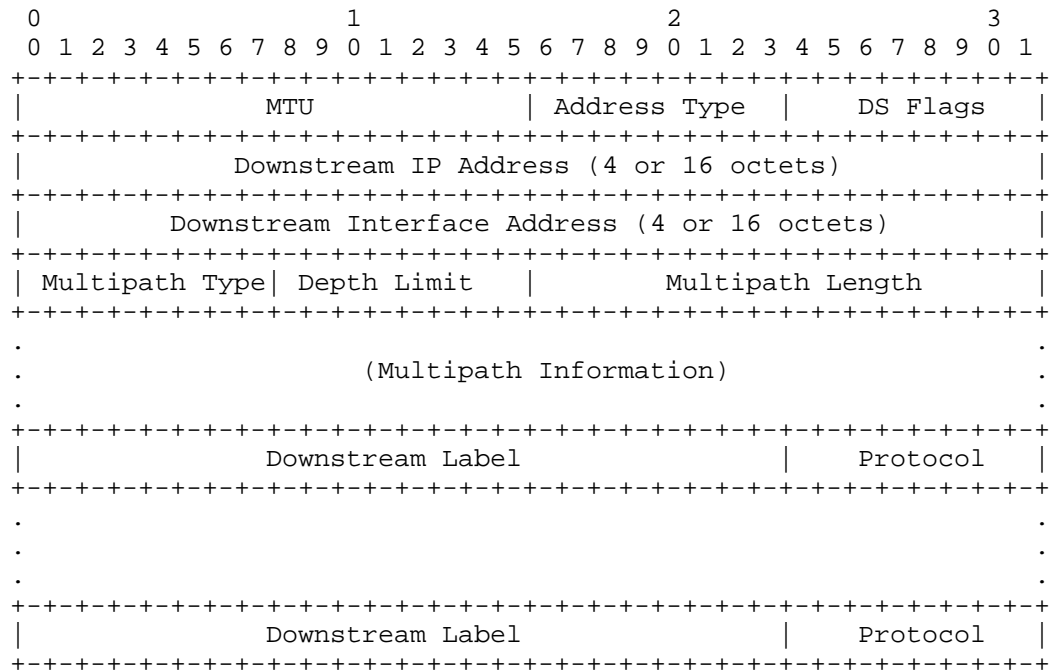 0                   1                   2                   3
0 1 2 3 4 5 6 7 8 9 0 1 2 3 4 5 6 7 8 9 0 1 2 3 4 5 6 7 8 9 0 1
+-+-+-+-+-+-+-+-+-+-+-+-+-+-+-+-+-+-+-+-+-+-+-+-+-+-+-+-+-+-+-+-+
|               MTU             | Address Type  |    DS Flags   |
+-+-+-+-+-+-+-+-+-+-+-+-+-+-+-+-+-+-+-+-+-+-+-+-+-+-+-+-+-+-+-+-+
|             Downstream IP Address (4 or 16 octets)            |
+-+-+-+-+-+-+-+-+-+-+-+-+-+-+-+-+-+-+-+-+-+-+-+-+-+-+-+-+-+-+-+-+
|         Downstream Interface Address (4 or 16 octets)         |
+-+-+-+-+-+-+-+-+-+-+-+-+-+-+-+-+-+-+-+-+-+-+-+-+-+-+-+-+-+-+-+-+
| Multipath Type| Depth Limit   |        Multipath Length       |
+-+-+-+-+-+-+-+-+-+-+-+-+-+-+-+-+-+-+-+-+-+-+-+-+-+-+-+-+-+-+-+-+
.                                                               .
.                     (Multipath Information)                   .
.                                                               .
+-+-+-+-+-+-+-+-+-+-+-+-+-+-+-+-+-+-+-+-+-+-+-+-+-+-+-+-+-+-+-+-+
|               Downstream Label                |    Protocol   |
+-+-+-+-+-+-+-+-+-+-+-+-+-+-+-+-+-+-+-+-+-+-+-+-+-+-+-+-+-+-+-+-+
.                                                               .
.                                                               .
.                                                               .
+-+-+-+-+-+-+-+-+-+-+-+-+-+-+-+-+-+-+-+-+-+-+-+-+-+-+-+-+-+-+-+-+
|               Downstream Label                |    Protocol   |
+-+-+-+-+-+-+-+-+-+-+-+-+-+-+-+-+-+-+-+-+-+-+-+-+-+-+-+-+-+-+-+-+